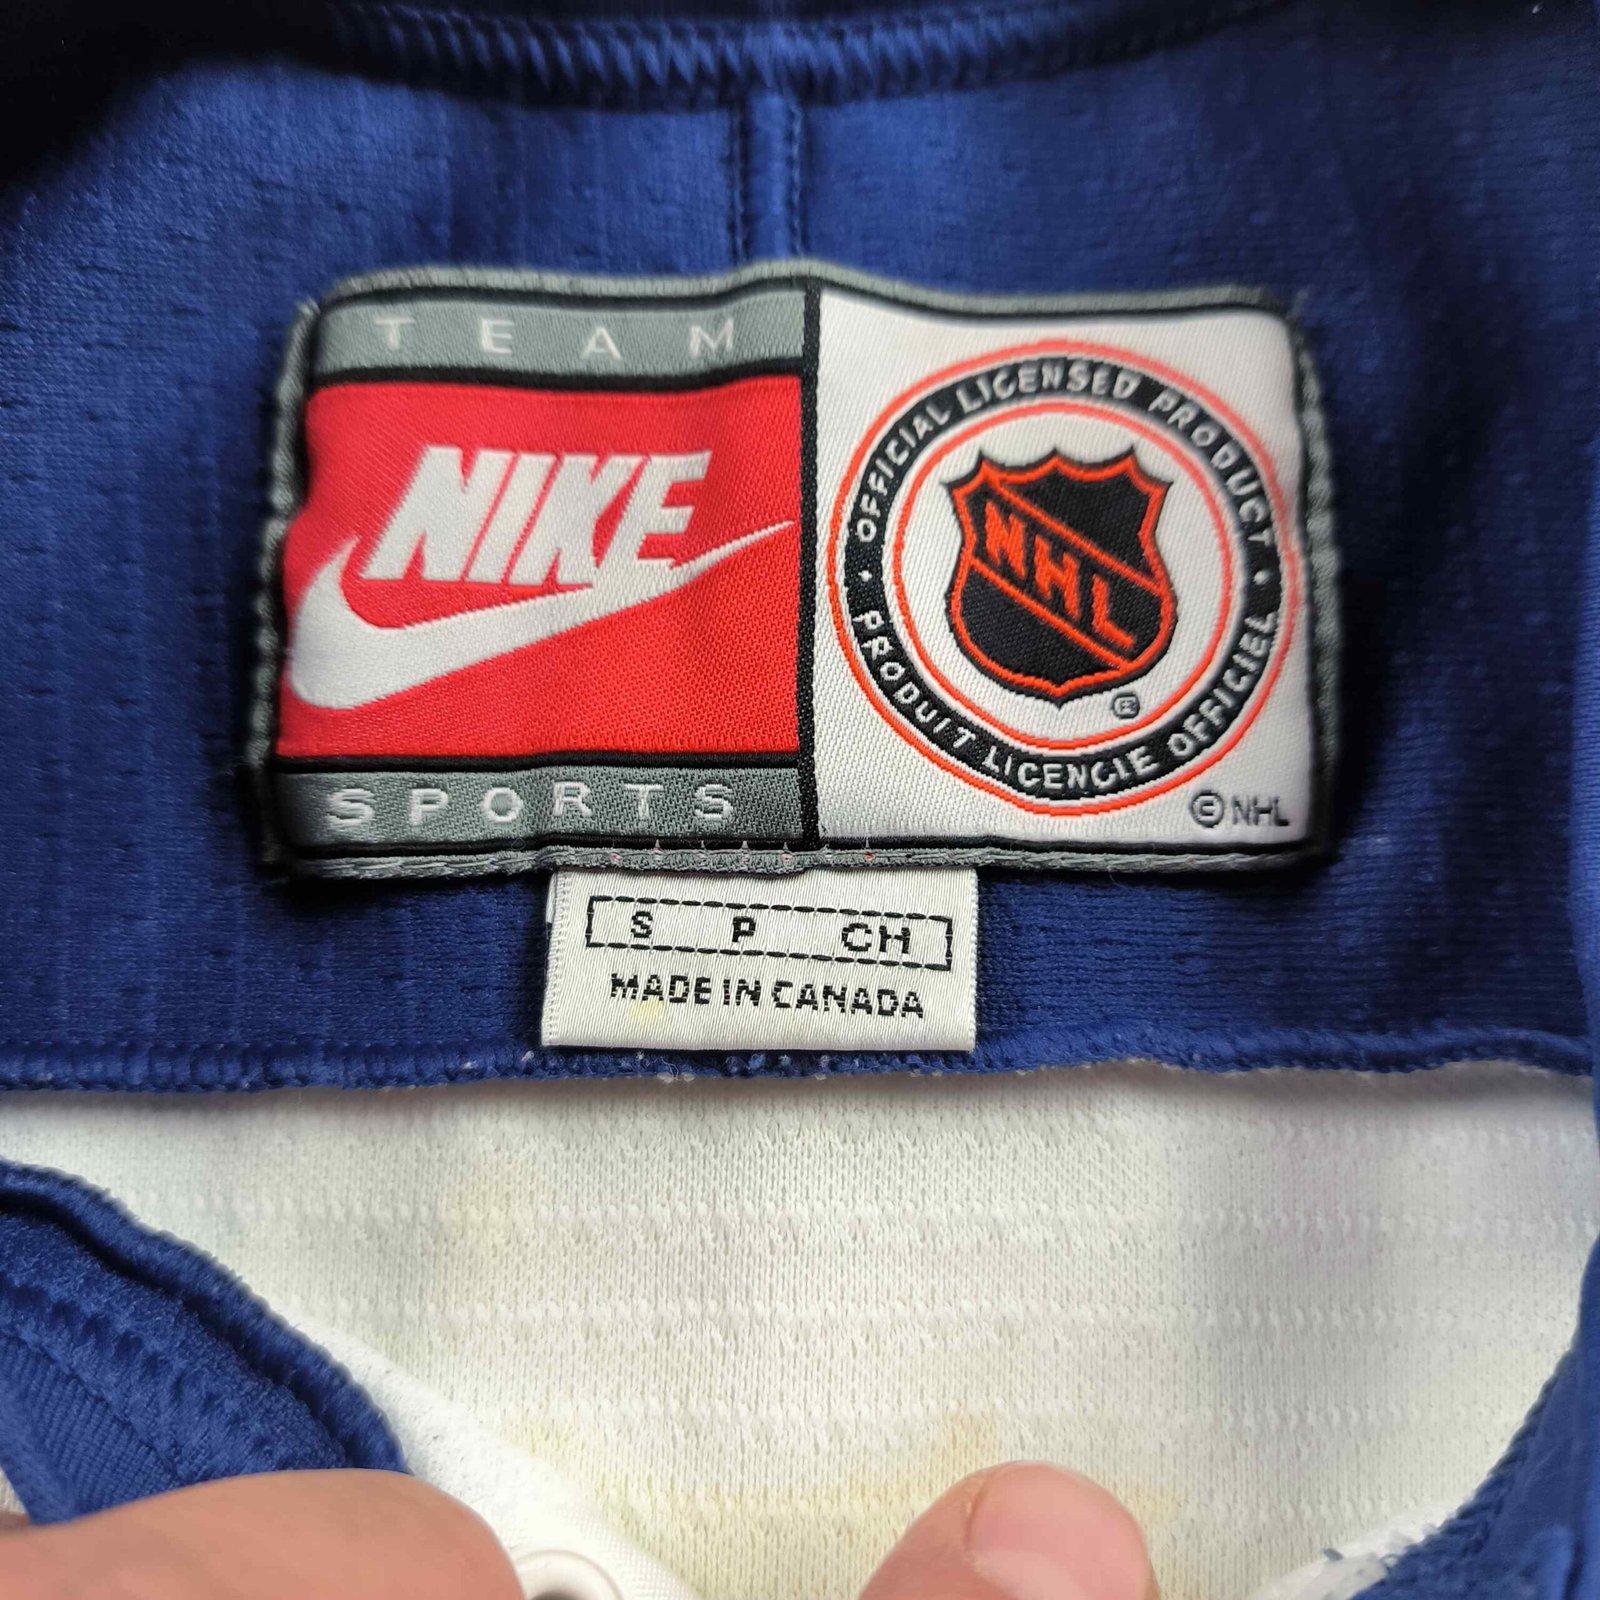 TEAM
NIKE
SPORTS
OFFICIAL LICENSED PRODUCT •
PRODUIT LICENCIE OFFICIEL •
NHL
®
© NHL
S P CH
MADE IN CANADA